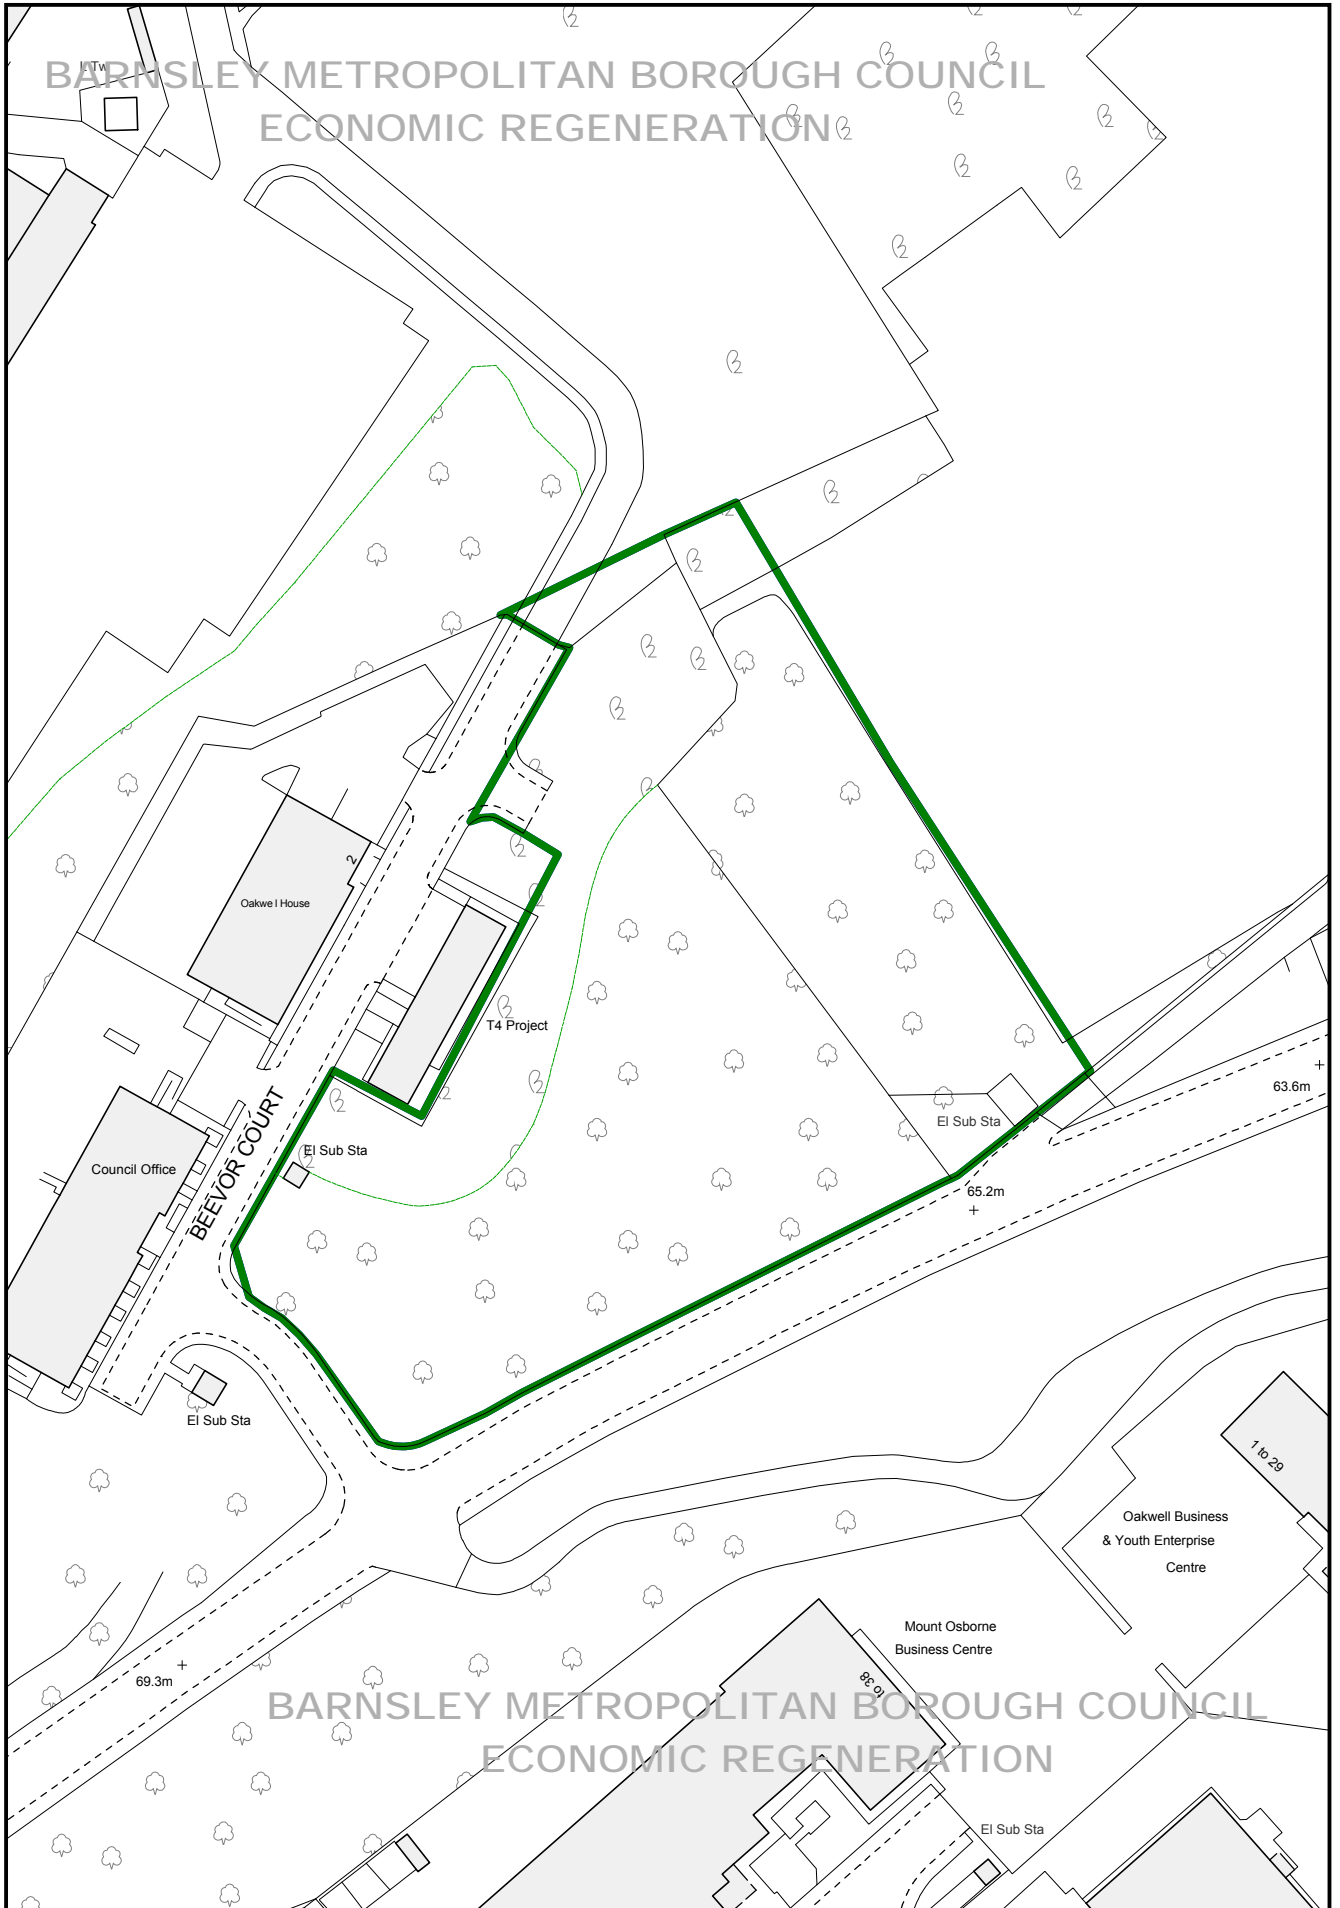 BARNSLEY METROPOLITAN BOROUGH COUNCIL
ECONOMIC REGENERATION
2
Oakwe l House
T4 Project
BEEVOR COURT
El Sub Sta
El Sub Sta
63.6m
Council Office
65.2m
El Sub Sta
1 to 29
Oakwell Business
& Youth Enterprise
Centre
Mount Osborne
Business Centre
to 38
69.3m
BARNSLEY METROPOLITAN BOROUGH COUNCIL
ECONOMIC REGENERATION
El Sub Sta